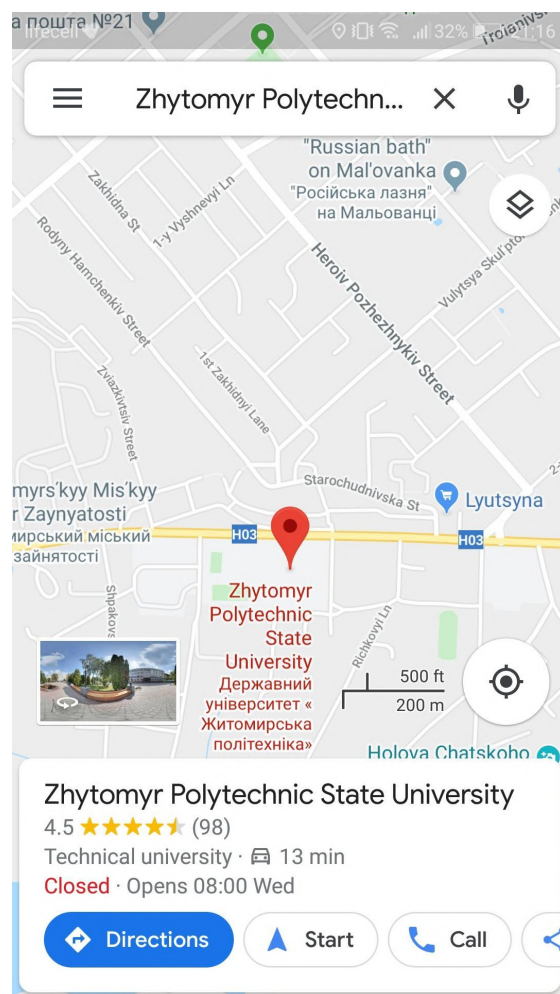 а пошта №21
lifecell
32%
21:16
Troianivs
Zhytomyr Polytechn...
"Russian bath"
on Mal'ovanka
"Російська лазня"
на Мальованці
Zakhidna St
1-y Vyshnevyi Ln
Rodyny Hamchenkiv Street
Heroiv Pozhezhnykiv Street
Vulytsya Skul'pto
1st Zakhidnyi Lane
Zviazkivtsiv Street
Starochudnivska St
Lyutsyna
myrs'kyy Mis'kyy
r Zaynyatosti
мирський міський
зайнятості
H03
H03
Zhytomyr
Polytechnic
State
University
Державний
університет «
Житомирська
політехніка»
Shpakovs
Richkovyi Ln
500 ft
200 m
Holova Chatskoho
Zhytomyr Polytechnic State University
4.5 (98)
Technical university · 13 min
Closed · Opens 08:00 Wed
Directions
Start
Call